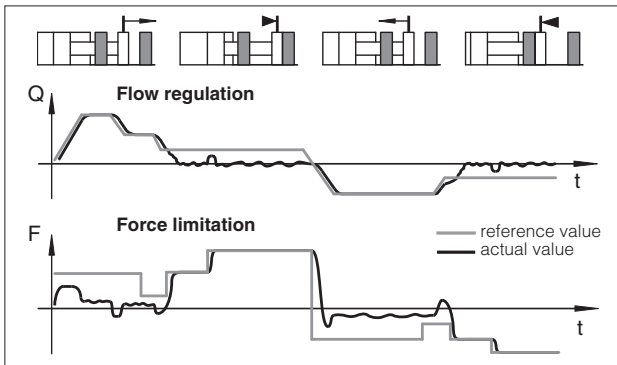 Q
Flow regulation
t
F
Force limitation
reference value
actual value
t